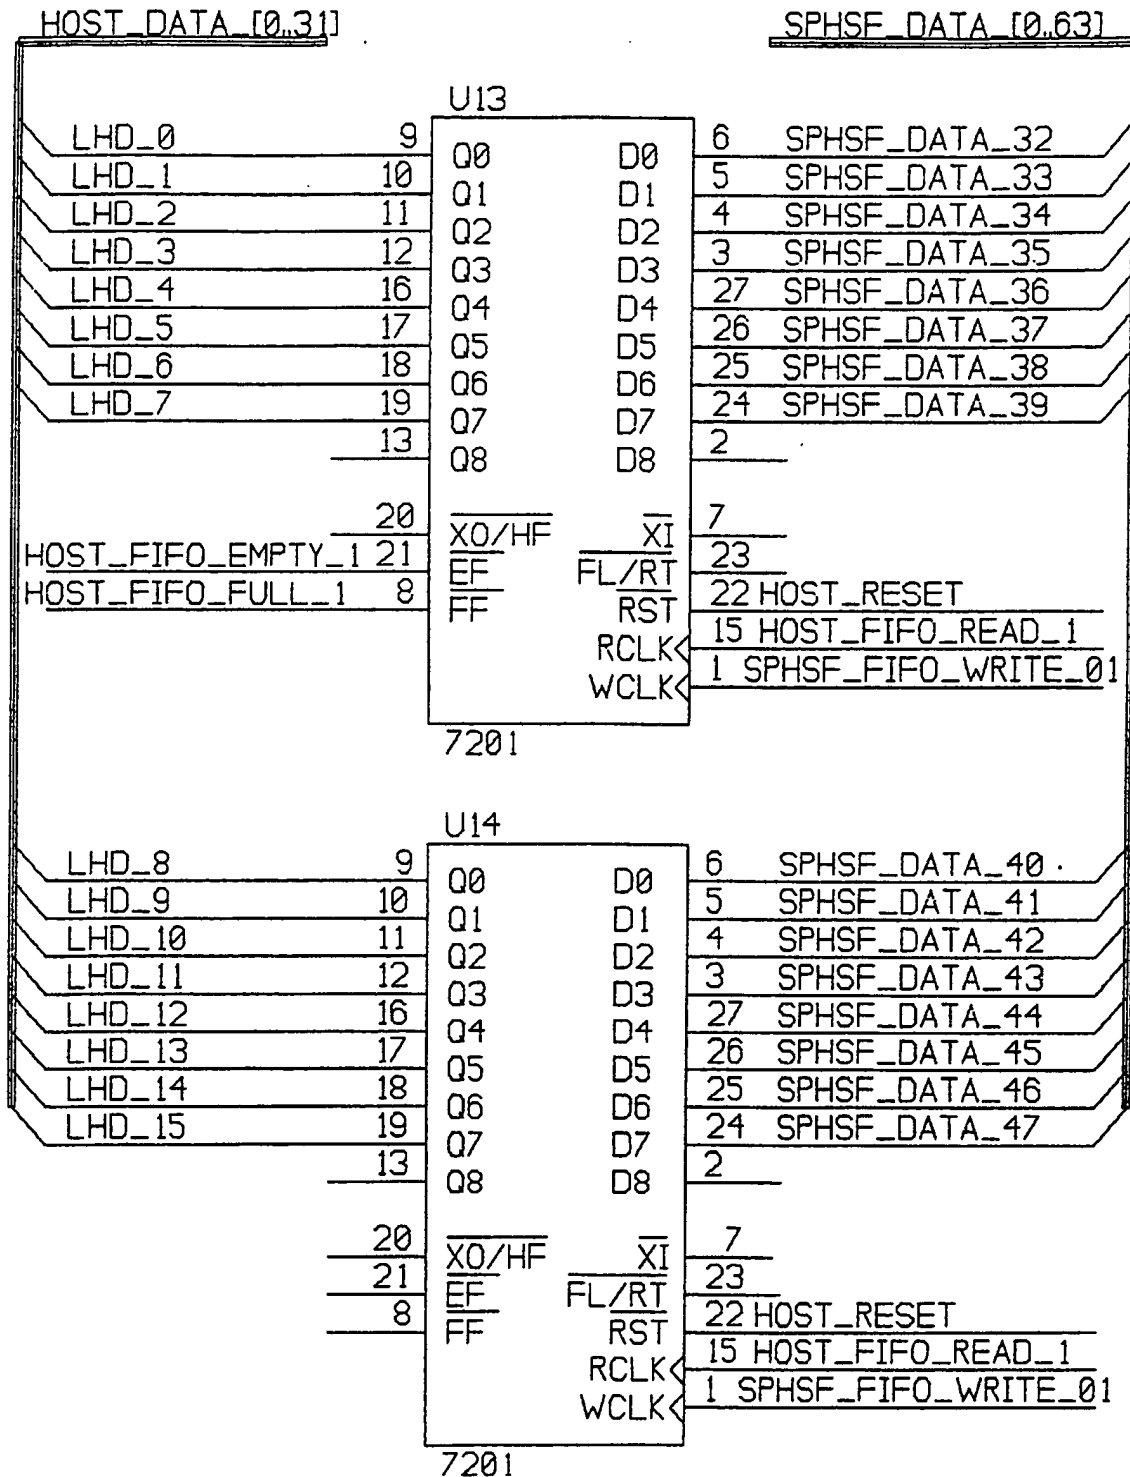 HOST_DATA_[0..31] SPHSF_DATA_[0..63]
U13
LHD_0 9 Q0 D0 6 SPHSF_DATA_32
LHD_1 10 Q1 D1 5 SPHSF_DATA_33
LHD_2 11 Q2 D2 4 SPHSF_DATA_34
LHD_3 12 Q3 D3 3 SPHSF_DATA_35
LHD_4 16 Q4 D4 27 SPHSF_DATA_36
LHD_5 17 Q5 D5 26 SPHSF_DATA_37
LHD_6 18 Q6 D6 25 SPHSF_DATA_38
LHD_7 19 Q7 D7 24 SPHSF_DATA_39
13 Q8 D8 2
20 XO/HF XI 7
HOST_FIFO_EMPTY_1 21 EF FL/RT 23
HOST_FIFO_FULL_1 8 FF RST 22 HOST_RESET
RCLK 15 HOST_FIFO_READ_1
WCLK 1 SPHSF_FIFO_WRITE_01
7201
U14
LHD_8 9 Q0 D0 6 SPHSF_DATA_40
LHD_9 10 Q1 D1 5 SPHSF_DATA_41
LHD_10 11 Q2 D2 4 SPHSF_DATA_42
LHD_11 12 Q3 D3 3 SPHSF_DATA_43
LHD_12 16 Q4 D4 27 SPHSF_DATA_44
LHD_13 17 Q5 D5 26 SPHSF_DATA_45
LHD_14 18 Q6 D6 25 SPHSF_DATA_46
LHD_15 19 Q7 D7 24 SPHSF_DATA_47
13 Q8 D8 2
20 XO/HF XI 7
21 EF FL/RT 23
8 FF RST 22 HOST_RESET
RCLK 15 HOST_FIFO_READ_1
WCLK 1 SPHSF_FIFO_WRITE_01
7201